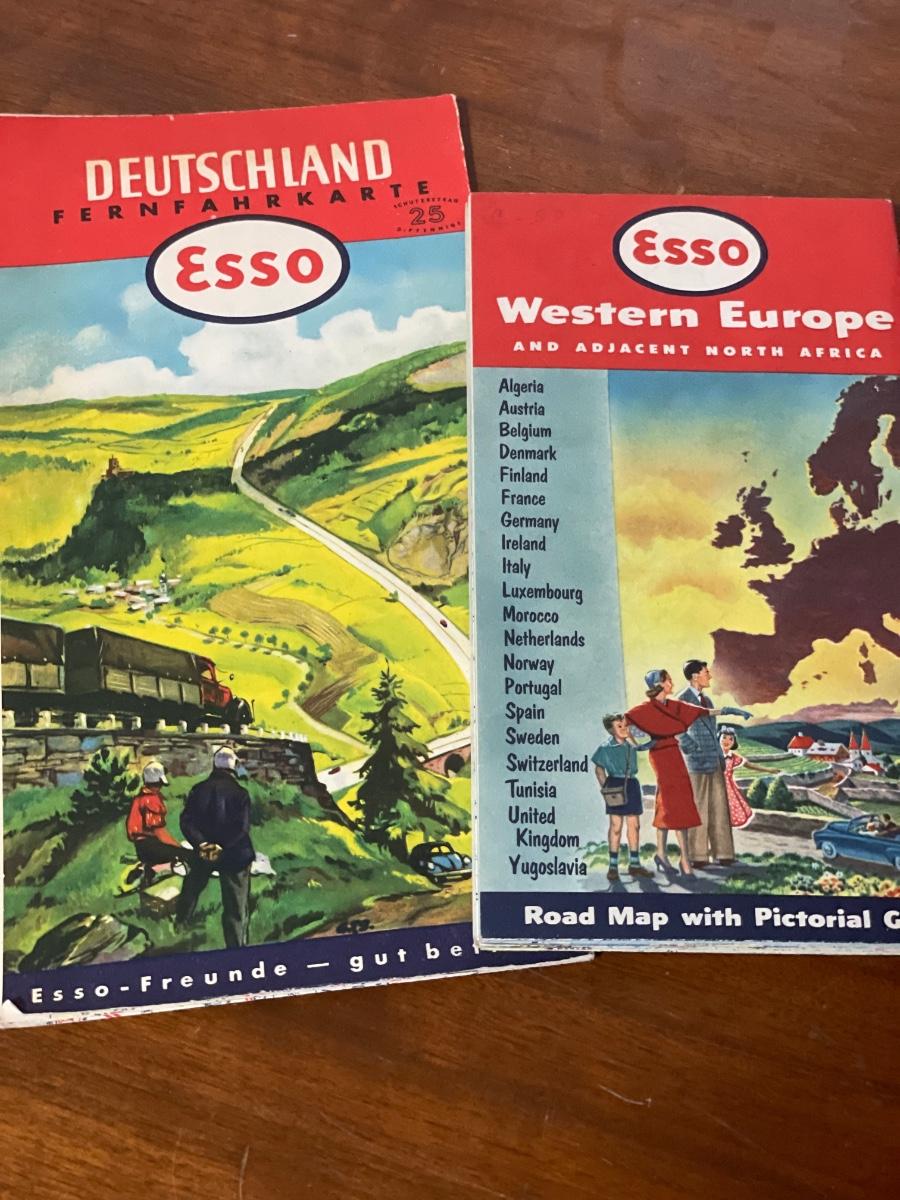 DEUTSCHLAND
FERNFAHRKARTE
SCHUTZBETRAG
25
PFENNIGE
Esso
Esso-Freunde — gut
Esso
Western Europe
AND ADJACENT NORTH AFRICA
Algeria
Austria
Belgium
Denmark
Finland
France
Germany
Ireland
Italy
Luxembourg
Morocco
Netherlands
Norway
Portugal
Spain
Sweden
Switzerland
Tunisia
United
Kingdom
Yugoslavia
Road Map with Pictorial G